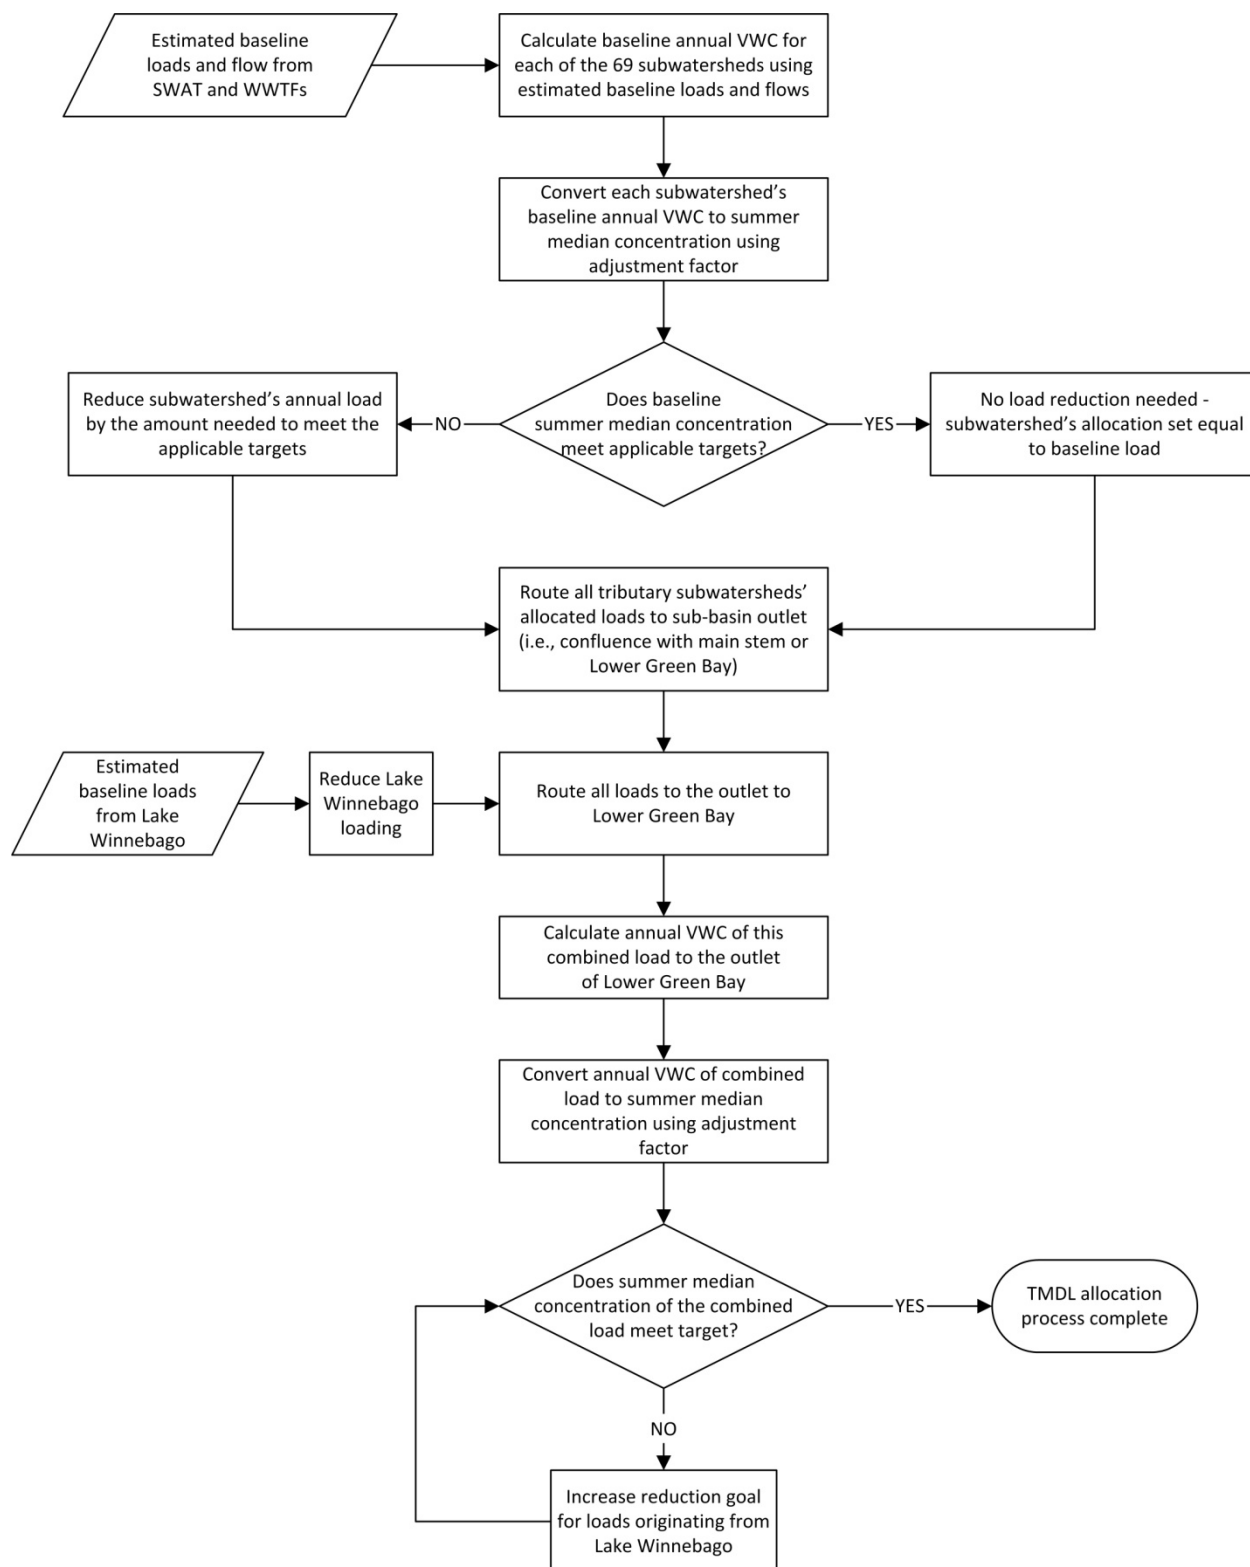 Estimated baseline
loads and flow from
SWAT and WWTFs
Calculate baseline annual VWC for
each of the 69 subwatersheds using
estimated baseline loads and flows
Convert each subwatershed's
baseline annual VWC to summer
median concentration using
adjustment factor
Reduce subwatershed's annual load
by the amount needed to meet the
applicable targets
NO
Does baseline
summer median concentration
meet applicable targets?
YES
No load reduction needed -
subwatershed's allocation set equal
to baseline load
Route all tributary subwatersheds'
allocated loads to sub-basin outlet
(i.e., confluence with main stem or
Lower Green Bay)
Estimated
baseline loads
from Lake
Winnebago
Reduce Lake
Winnebago
loading
Route all loads to the outlet to
Lower Green Bay
Calculate annual VWC of this
combined load to the outlet
of Lower Green Bay
Convert annual VWC of combined
load to summer median
concentration using adjustment
factor
Does summer median
concentration of the combined
load meet target?
YES
TMDL allocation
process complete
NO
Increase reduction goal
for loads originating from
Lake Winnebago